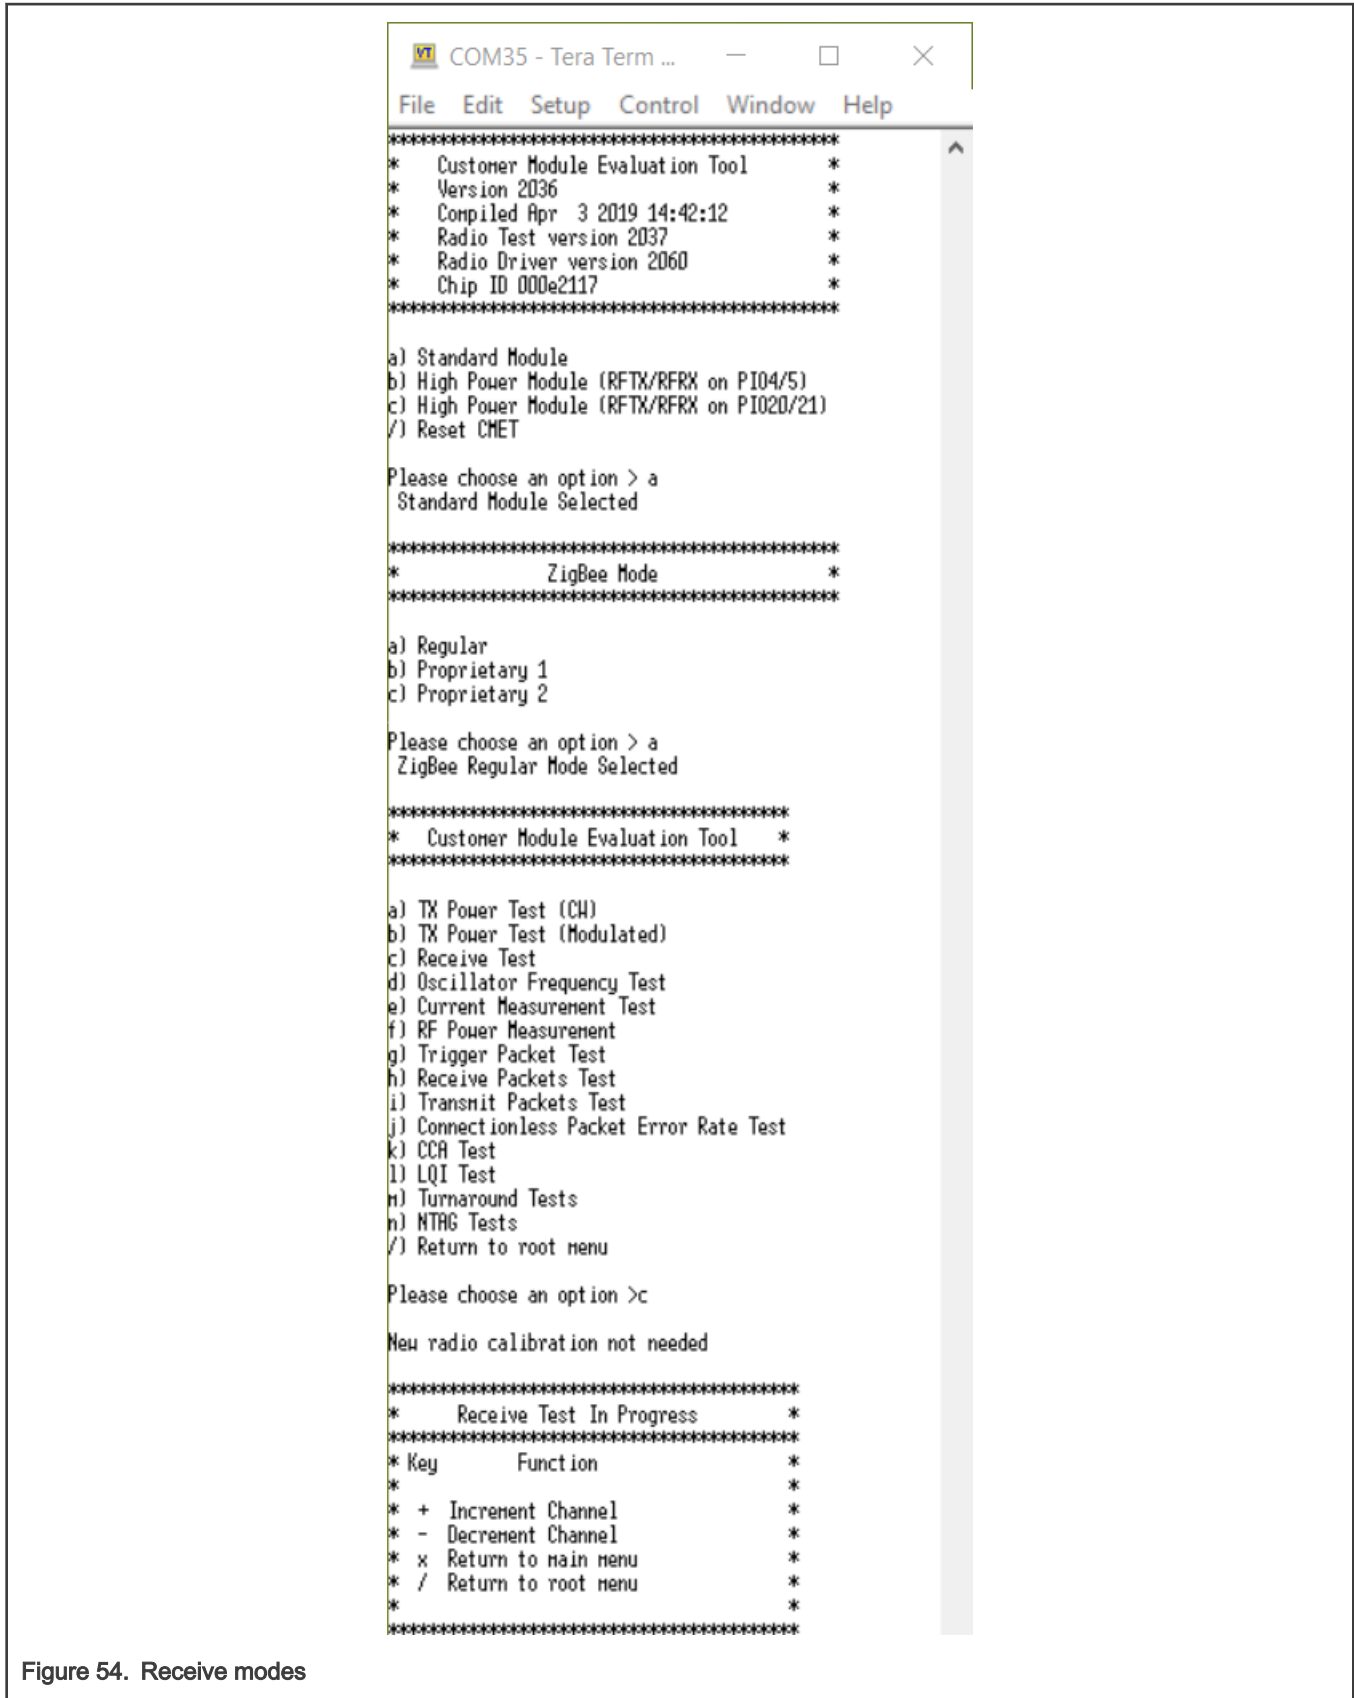 COM35 - Tera Term ...
File Edit Setup Control Window Help
*********************************************
* Customer Module Evaluation Tool *
* Version 2036 *
* Compiled Apr 3 2019 14:42:12 *
* Radio Test version 2037 *
* Radio Driver version 2060 *
* Chip ID 000e2117 *
*********************************************
a) Standard Module
b) High Power Module (RFTX/RFRX on PIO4/5)
c) High Power Module (RFTX/RFRX on PIO20/21)
/) Reset CMET
Please choose an option > a
Standard Module Selected
*********************************************
* ZigBee Mode *
*********************************************
a) Regular
b) Proprietary 1
c) Proprietary 2
Please choose an option > a
ZigBee Regular Mode Selected
****************************************
* Customer Module Evaluation Tool *
****************************************
a) TX Power Test (CW)
b) TX Power Test (Modulated)
c) Receive Test
d) Oscillator Frequency Test
e) Current Measurement Test
f) RF Power Measurement
g) Trigger Packet Test
h) Receive Packets Test
i) Transmit Packets Test
j) Connectionless Packet Error Rate Test
k) CCA Test
l) LQI Test
m) Turnaround Tests
n) NTAG Tests
/) Return to root menu
Please choose an option >c
New radio calibration not needed
*****************************************
* Receive Test In Progress *
*****************************************
* Key Function *
* *
* + Increment Channel *
* - Decrement Channel *
* x Return to main menu *
* / Return to root menu *
* *
*****************************************
Figure 54. Receive modes